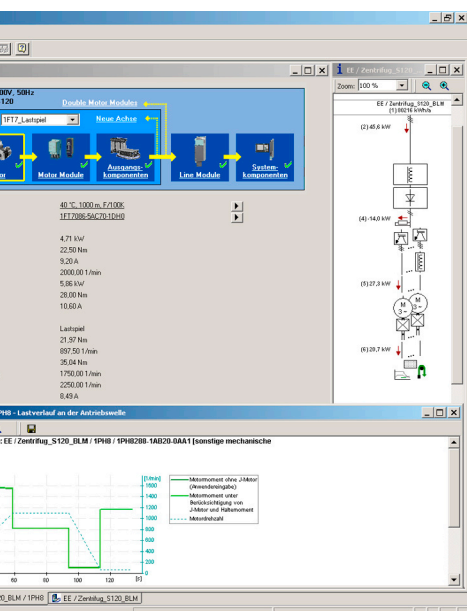 00V, 50Hz
120
Double Motor Modules
1FT7_Lastspiel
Neue Achse
or
Motor Module
Ausgangs-
komponenten
Line Module
System-
komponenten
40 °C, 1000 m, F/100K
1FT7086-5AC70-1DH0
4,71 kW
22,50 Nm
9,20 A
2000,00 1/min
5,86 kW
28,00 Nm
10,60 A
Lastspiel
21,97 Nm
897,50 1/min
35,04 Nm
1750,00 1/min
2250,00 1/min
8,49 A
EE / Zentrifug_S120_
Zoom: 100 %
EE / Zentrifug_S120_BLM
(1) 80216 kWh/a
(2) 45,6 kW
(4) -14,0 kW
(5) 27,3 kW
M
3~
M
3~
(6) 20,7 kW
PH8 - Lastverlauf an der Antriebswelle
: EE / Zentrifug_S120_BLM / 1PH8 / 1PH8288-1AB20-0AA1 [sonstige mechanische
[1/min]
1600
1400
1200
1000
800
600
400
200
0
60 80 100 120 [s]
Motormoment ohne J-Motor
(Anwendereingabe)
Motormoment unter
Berücksichtigung von
J-Motor und Haltemoment
Motordrehzahl
20_BLM / 1PH8
EE / Zentrifug_S120_BLM